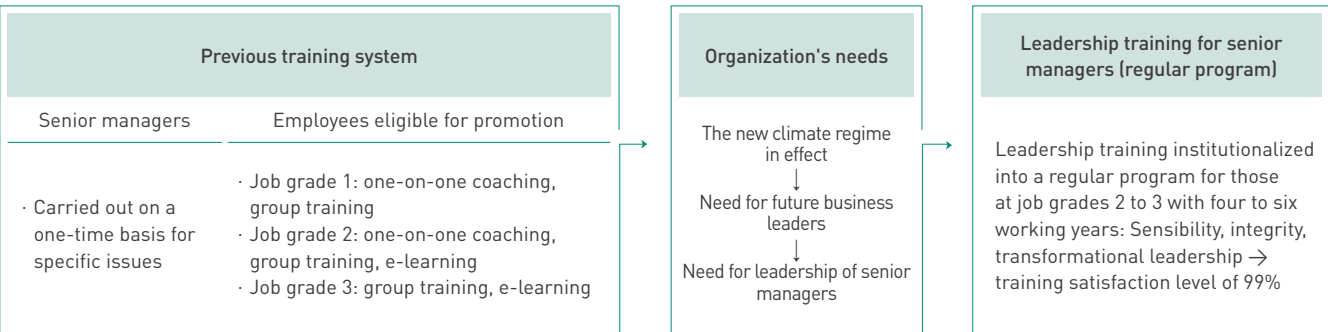 Previous training system
Senior managers
· Carried out on a
one-time basis for
specific issues
Employees eligible for promotion
· Job grade 1: one-on-one coaching,
group training
· Job grade 2: one-on-one coaching,
group training, e-learning
· Job grade 3: group training, e-learning
Organization's needs
The new climate regime
in effect
↓
Need for future business
leaders
↓
Need for leadership of senior
managers
Leadership training for senior
managers (regular program)
Leadership training institutionalized
into a regular program for those
at job grades 2 to 3 with four to six
working years: Sensibility, integrity,
transformational leadership →
training satisfaction level of 99%